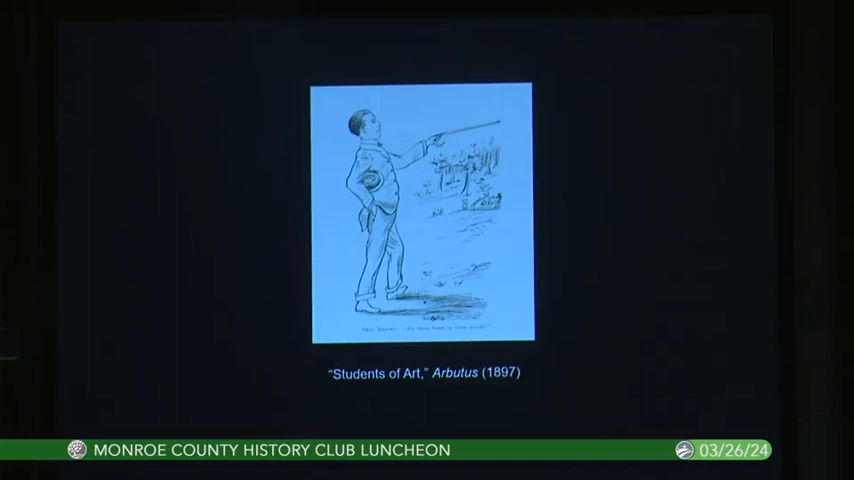 “Students of Art,” Arbutus (1897)
MONROE COUNTY HISTORY CLUB LUNCHEON
03/26/24